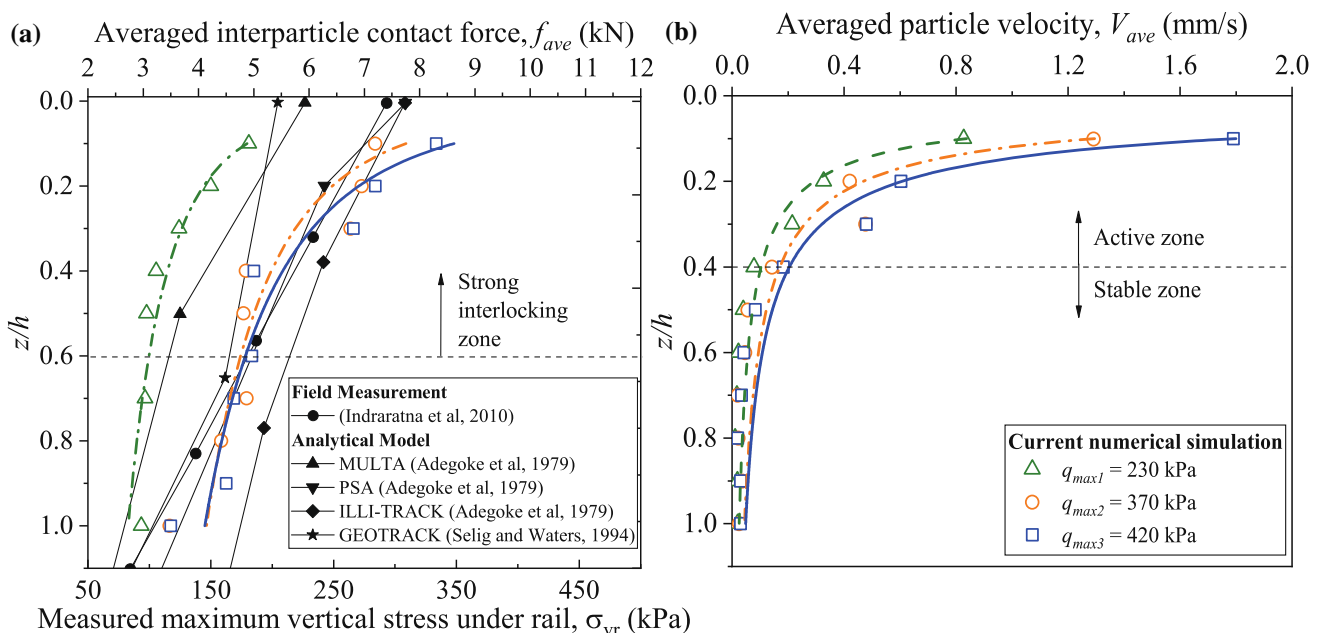 (a) Averaged interparticle contact force, f_ave (kN)
2 3 4 5 6 7 8 9 10 11 12
0.0
0.2
0.4
0.6
0.8
1.0
z/h
Strong
interlocking
zone
Field Measurement
(Indraratna et al, 2010)
Analytical Model
MULTA (Adegoke et al, 1979)
PSA (Adegoke et al, 1979)
ILLI-TRACK (Adegoke et al, 1979)
GEOTRACK (Selig and Waters, 1994)
50 150 250 350 450
Measured maximum vertical stress under rail, σ_vr (kPa)
(b) Averaged particle velocity, V_ave (mm/s)
0.0 0.4 0.8 1.2 1.6 2.0
0.0
0.2
0.4
0.6
0.8
1.0
z/h
Active zone
Stable zone
Current numerical simulation
q_max1 = 230 kPa
q_max2 = 370 kPa
q_max3 = 420 kPa